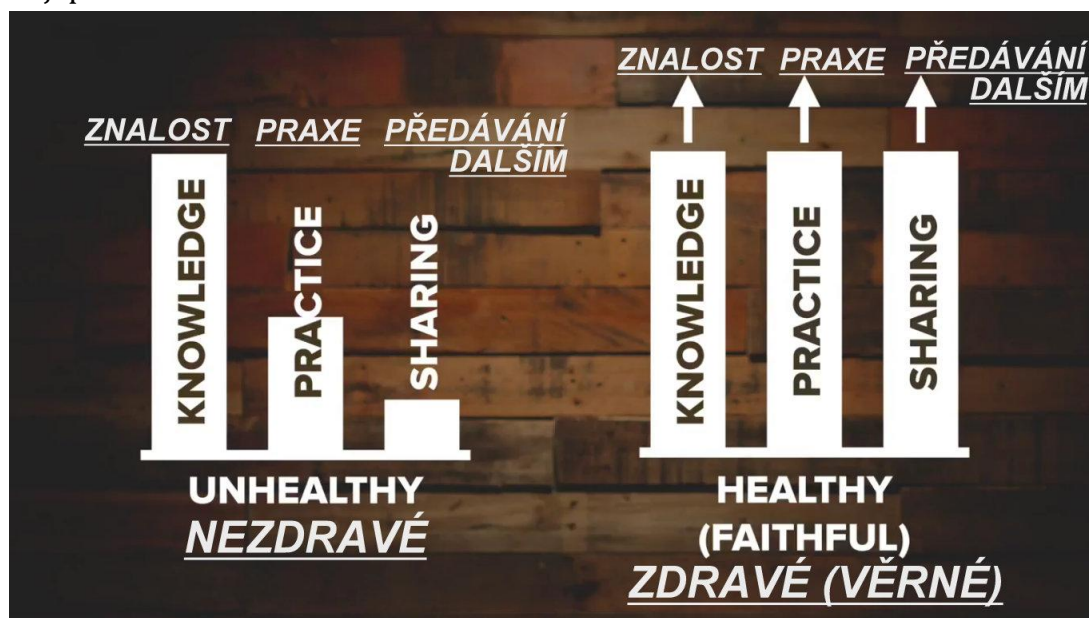 ZNALOST PRAXE PŘEDÁVÁNÍ
DALŠÍM
KNOWLEDGE
PRACTICE
SHARING
UNHEALTHY
NEZDRAVÉ
ZNALOST PRAXE PŘEDÁVÁNÍ
DALŠÍM
KNOWLEDGE
PRACTICE
SHARING
HEALTHY
(FAITHFUL)
ZDRAVÉ (VĚRNÉ)